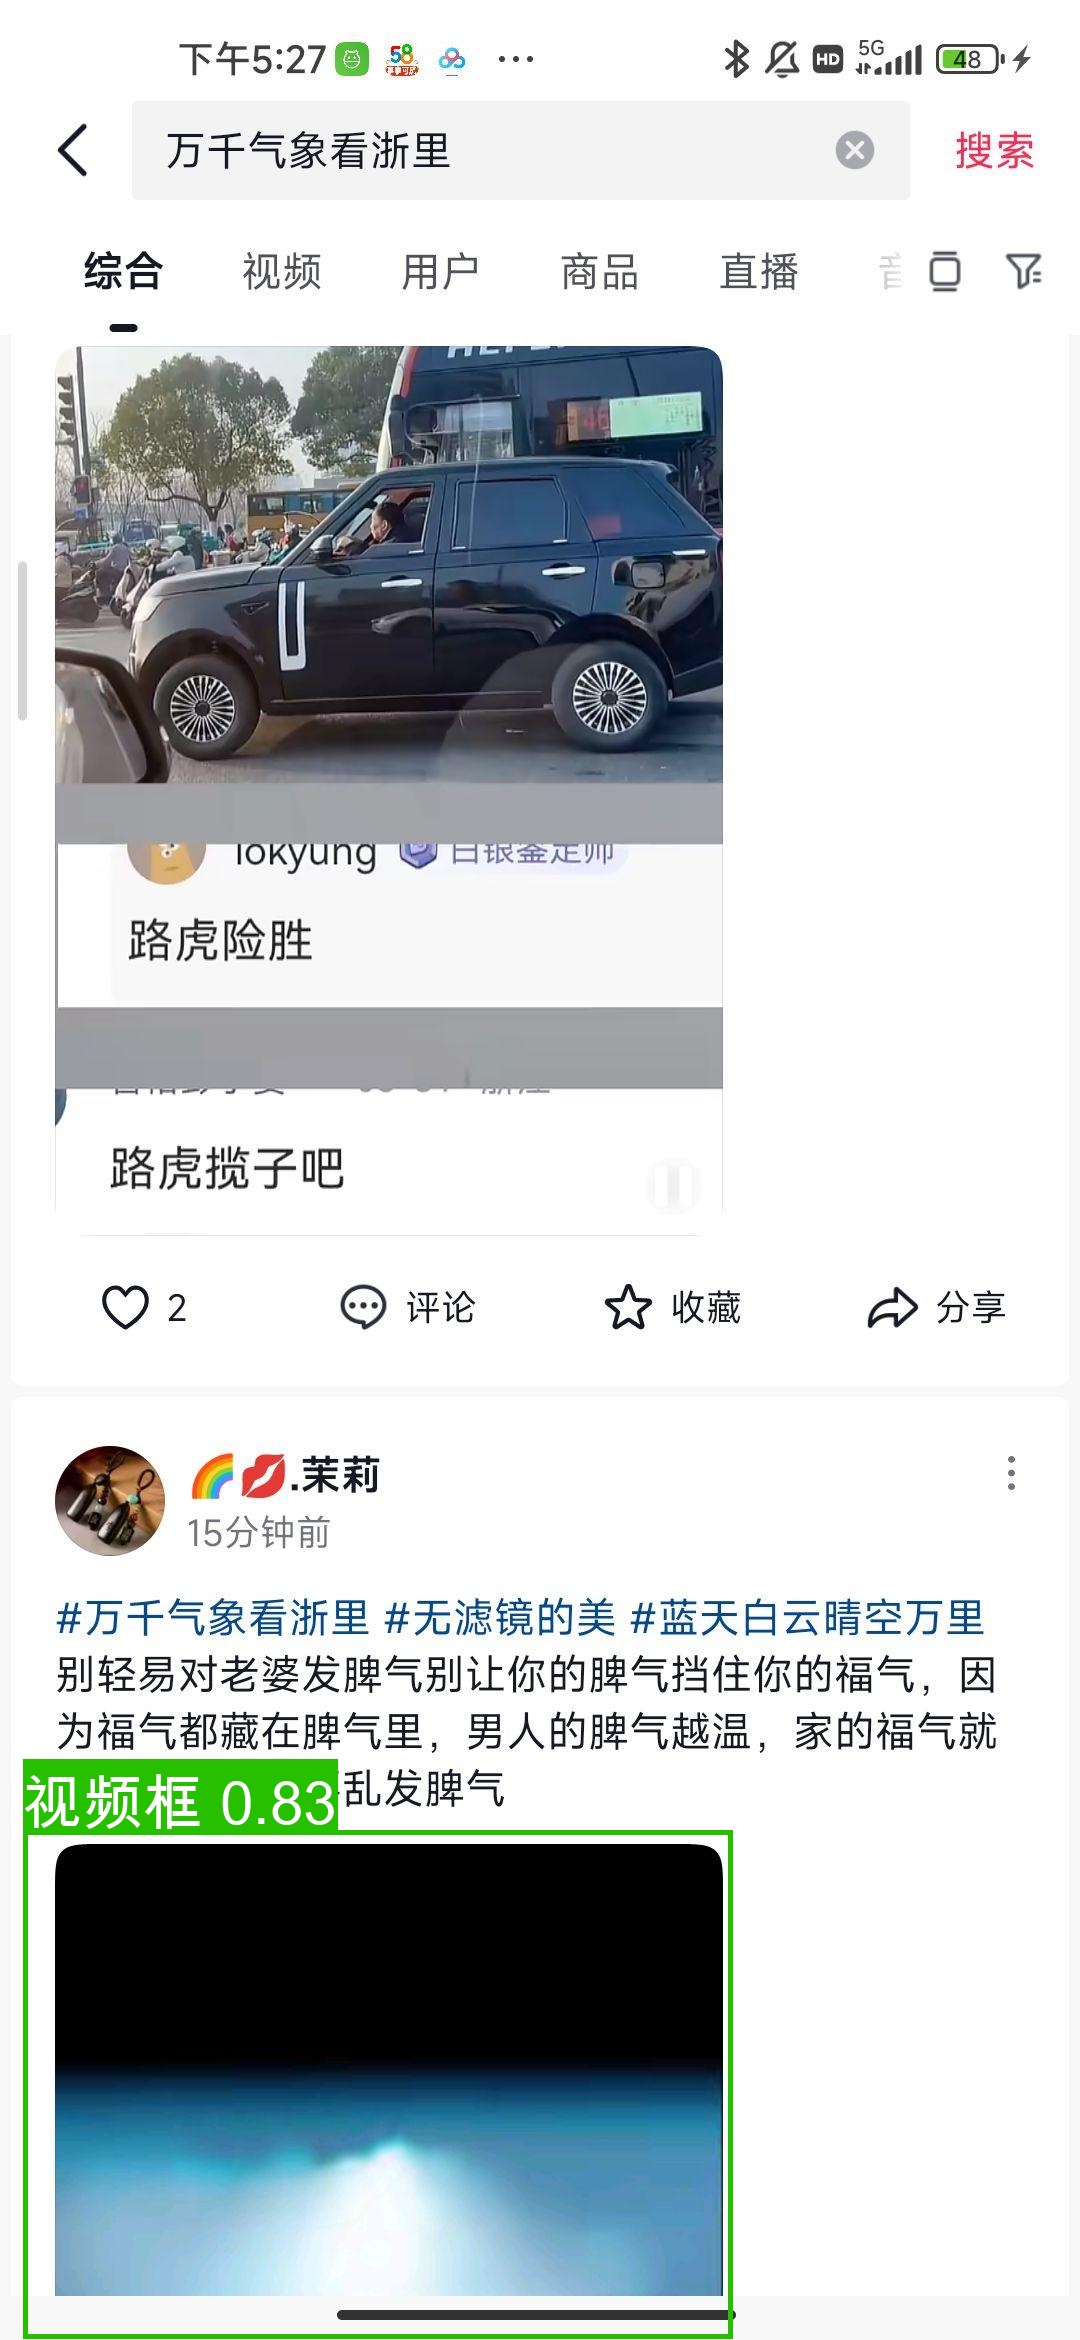 下午5:27
58
HD
5G
48
万千气象看浙里
搜索
综合
视频
用户
商品
直播
46
lokyung
白银鉴定师
路虎险胜
路虎揽子吧
2
评论
收藏
分享
.茉莉
15分钟前
#万千气象看浙里 #无滤镜的美 #蓝天白云晴空万里
别轻易对老婆发脾气别让你的脾气挡住你的福气，因
为福气都藏在脾气里，男人的脾气越温，家的福气就
乱发脾气
视频框 0.83